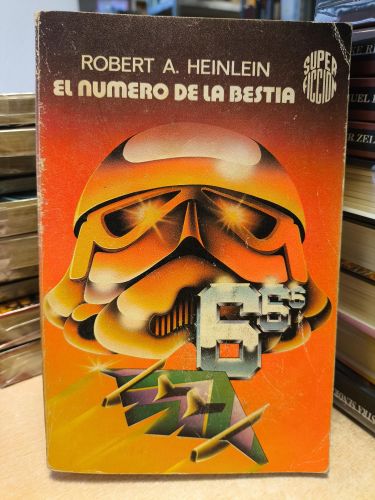 ROBERT A. HEINLEIN
EL NUMERO DE LA BESTIA
SUPER
FICCION
6 6 6